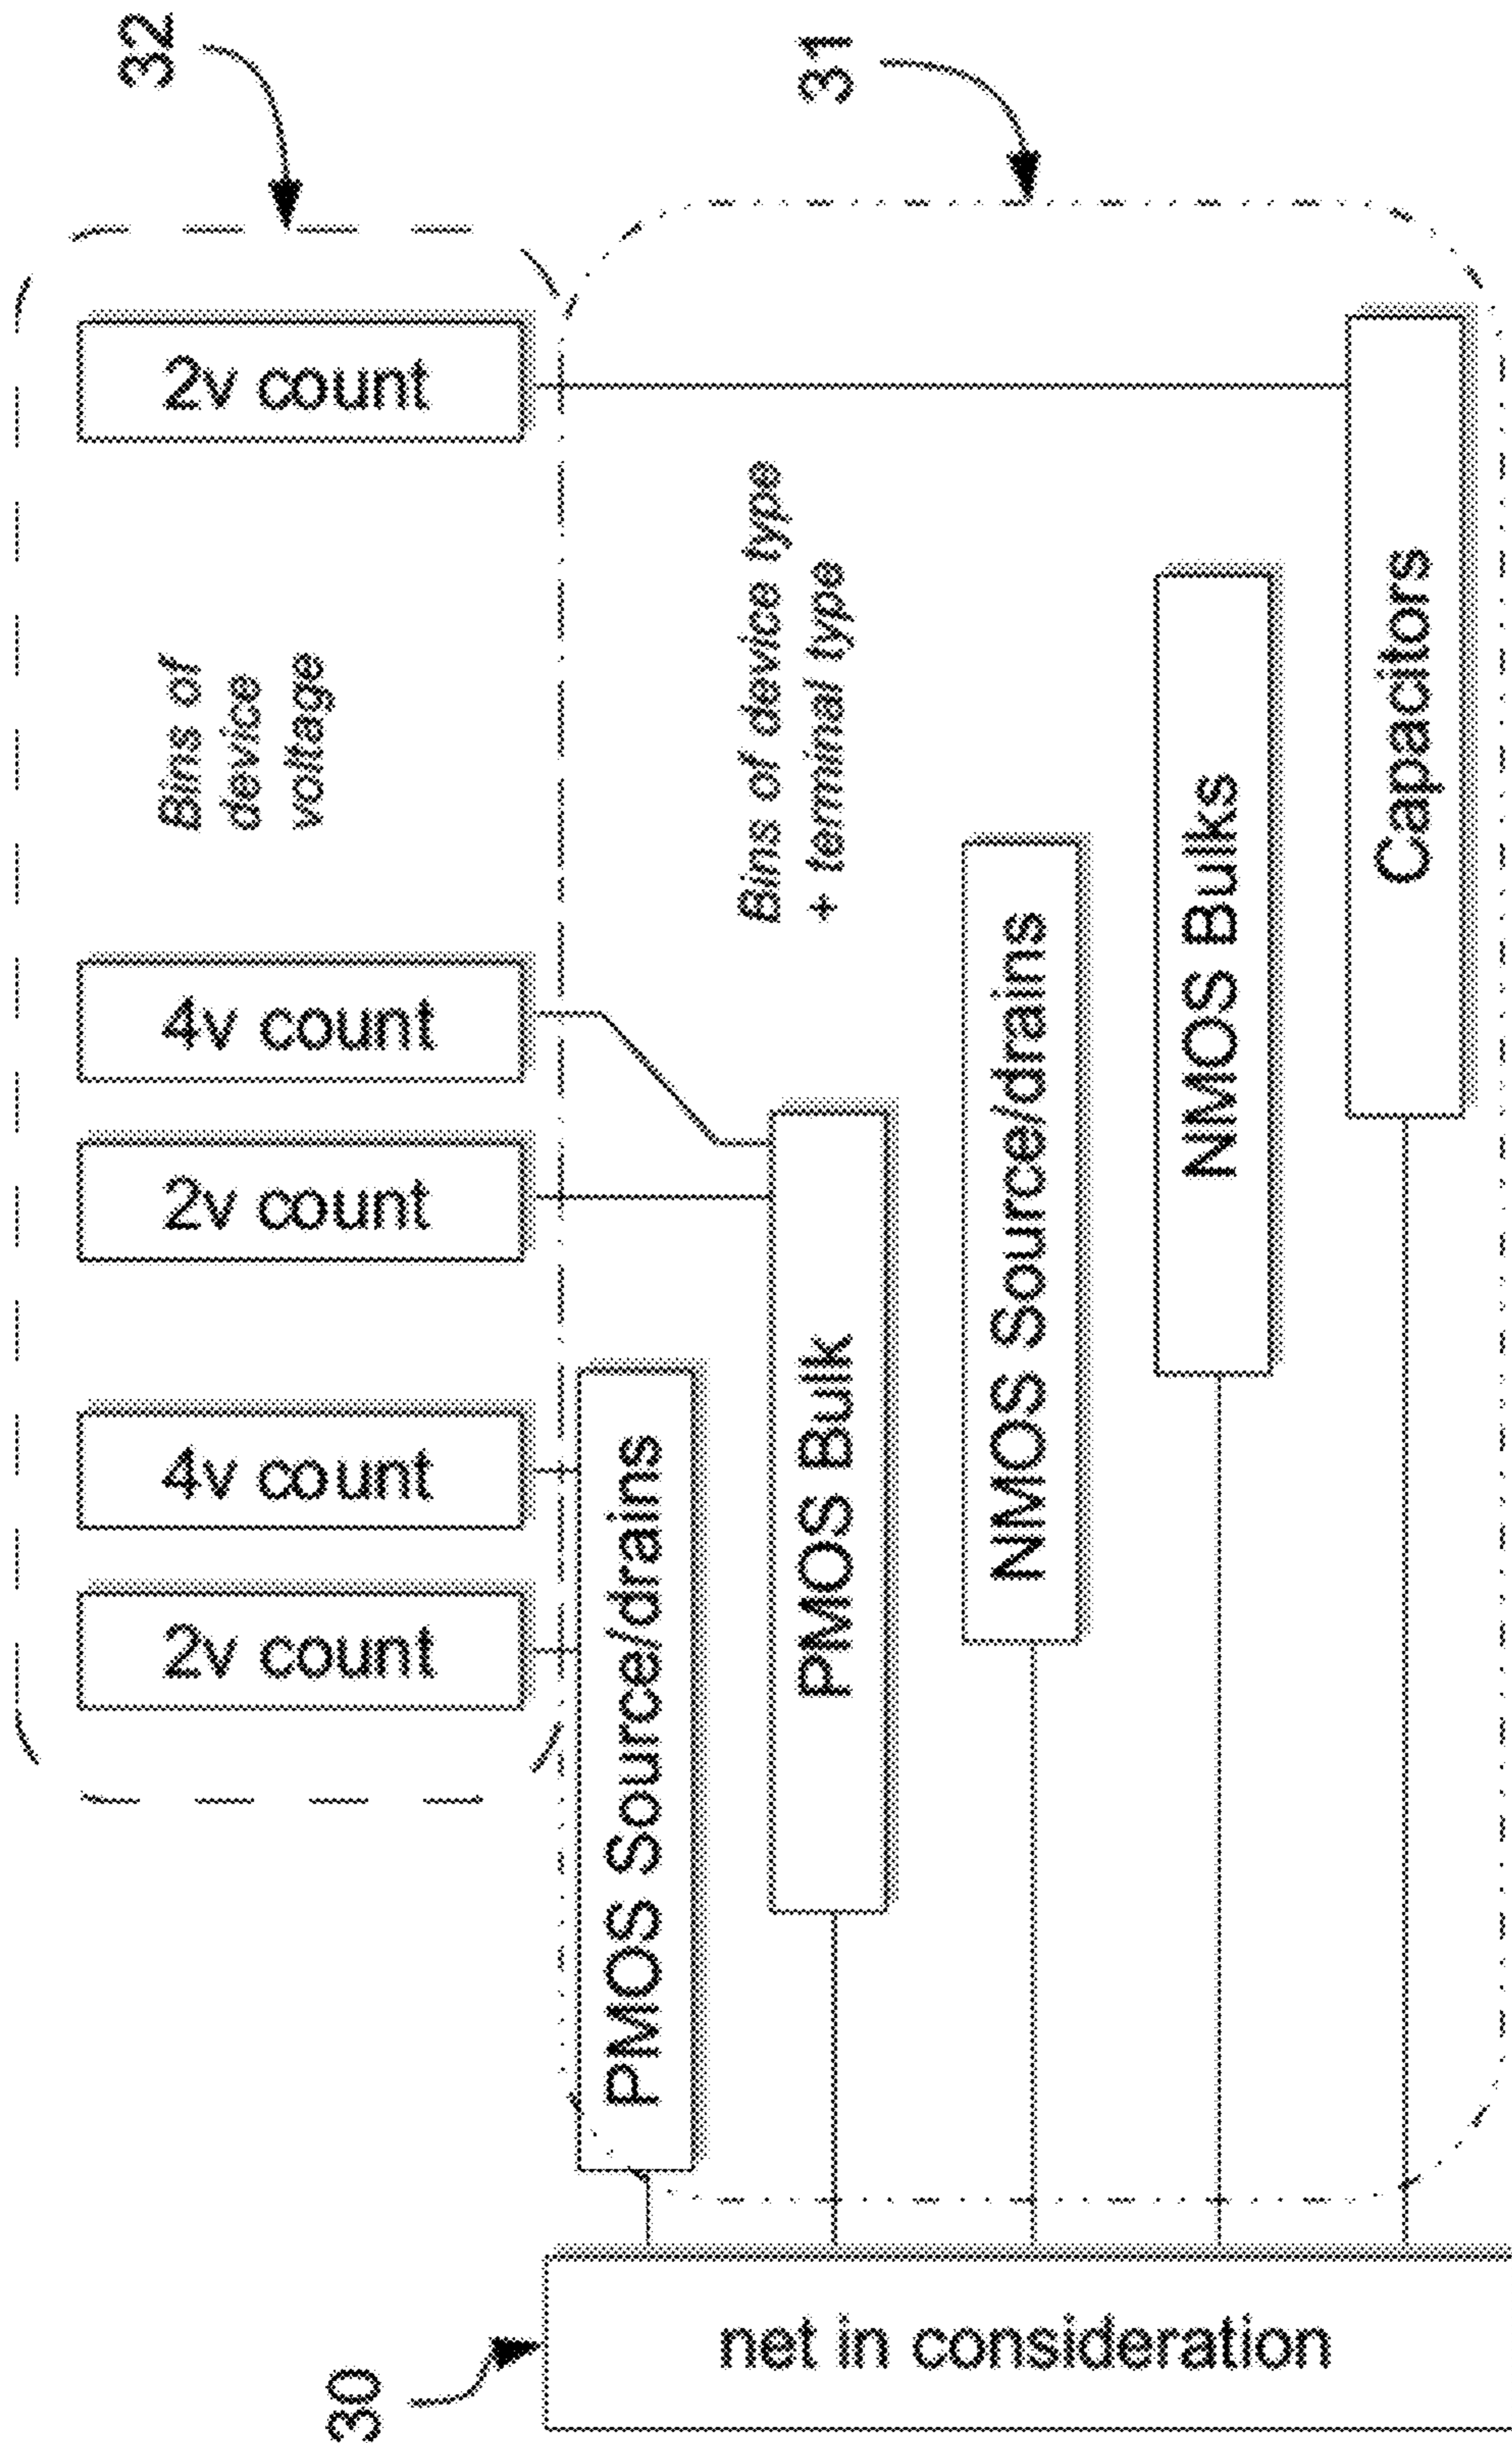 32
2v count
4v count
2v count
4v count
2v count
Bins of
device
voltage
31
Bins of device type
+ terminal type
PMOS Source/drains
PMOS Bulk
NMOS Source/drains
NMOS Bulks
Capacitors
30
net in consideration